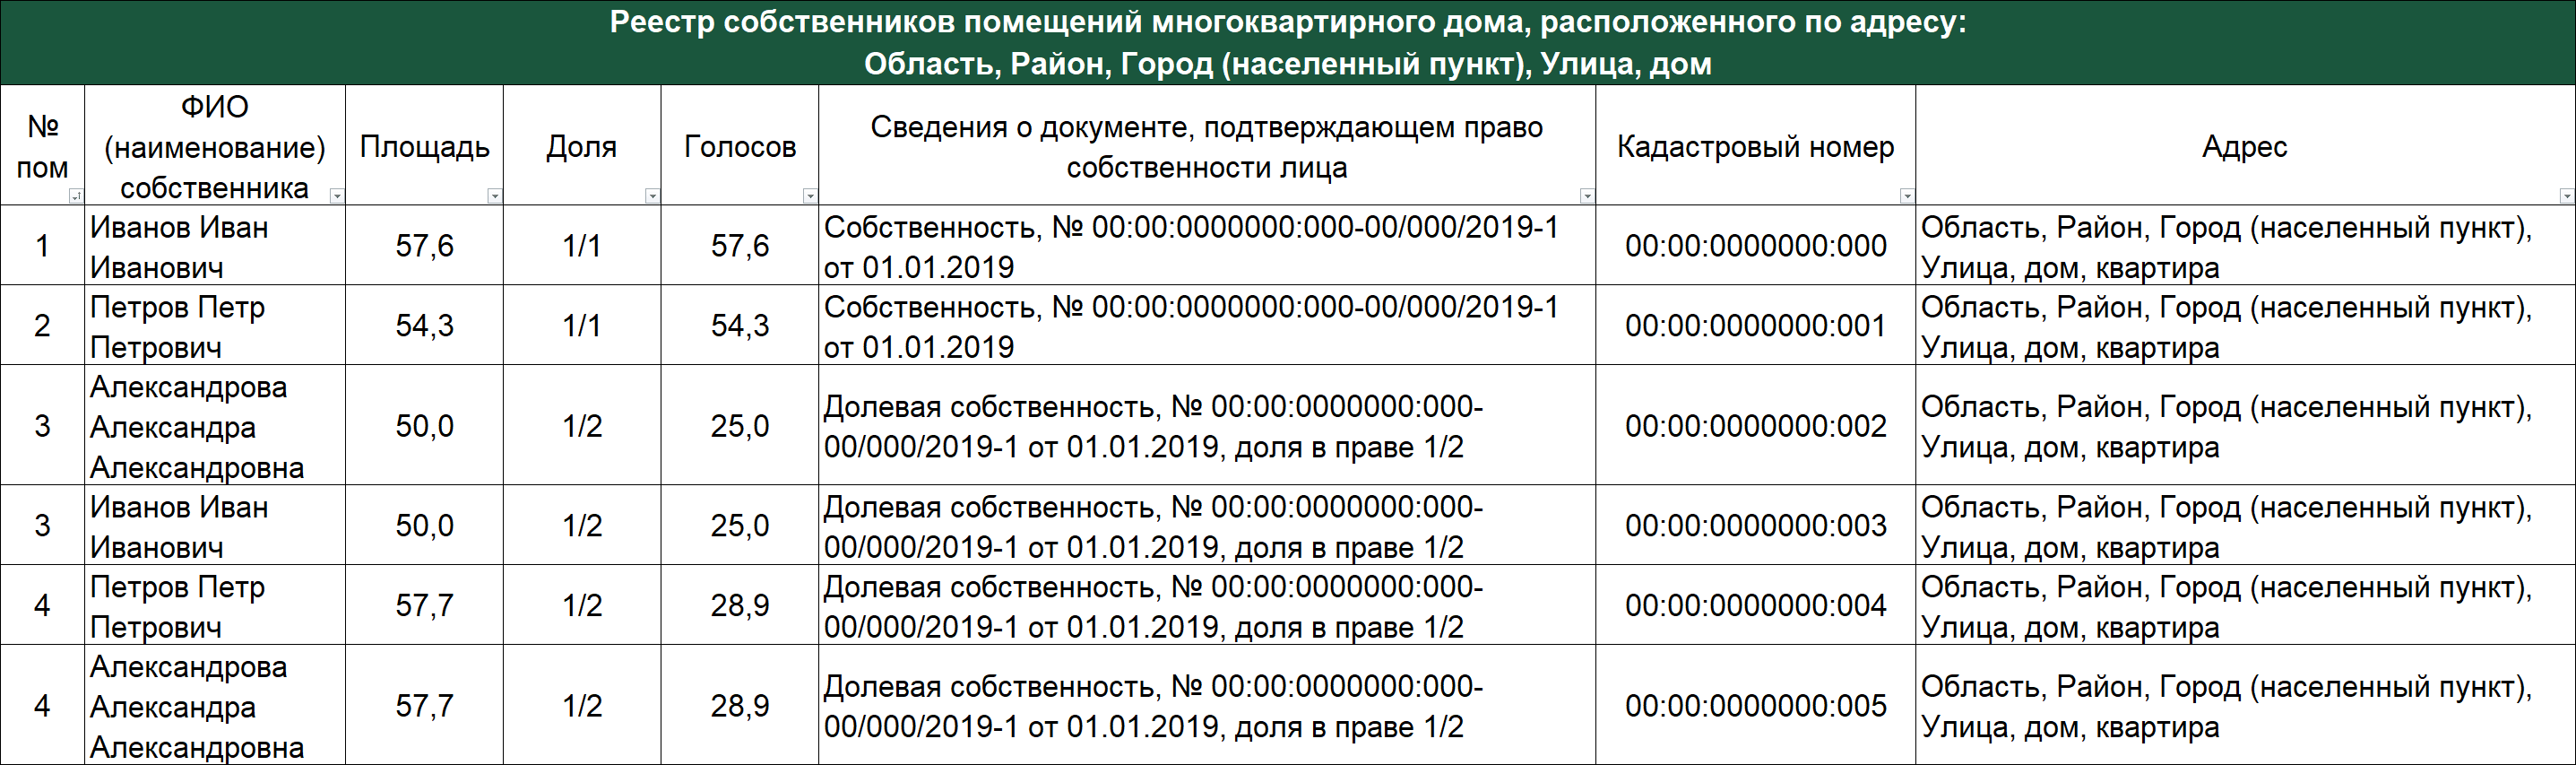 Реестр собственников помещений многоквартирного дома, расположенного по адресу:
Область, Район, Город (населенный пункт), Улица, дом
№
пом
ФИО
(наименование)
собственника
Площадь
Доля
Голосов
Сведения о документе, подтверждающем право
собственности лица
Кадастровый номер
Адрес
1
Иванов Иван
Иванович
57,6
1/1
57,6
Собственность, № 00:00:0000000:000-00/000/2019-1
от 01.01.2019
00:00:0000000:000
Область, Район, Город (населенный пункт),
Улица, дом, квартира
2
Петров Петр
Петрович
54,3
1/1
54,3
Собственность, № 00:00:0000000:000-00/000/2019-1
от 01.01.2019
00:00:0000000:001
Область, Район, Город (населенный пункт),
Улица, дом, квартира
3
Александрова
Александра
Александровна
50,0
1/2
25,0
Долевая собственность, № 00:00:0000000:000-
00/000/2019-1 от 01.01.2019, доля в праве 1/2
00:00:0000000:002
Область, Район, Город (населенный пункт),
Улица, дом, квартира
3
Иванов Иван
Иванович
50,0
1/2
25,0
Долевая собственность, № 00:00:0000000:000-
00/000/2019-1 от 01.01.2019, доля в праве 1/2
00:00:0000000:003
Область, Район, Город (населенный пункт),
Улица, дом, квартира
4
Петров Петр
Петрович
57,7
1/2
28,9
Долевая собственность, № 00:00:0000000:000-
00/000/2019-1 от 01.01.2019, доля в праве 1/2
00:00:0000000:004
Область, Район, Город (населенный пункт),
Улица, дом, квартира
4
Александрова
Александра
Александровна
57,7
1/2
28,9
Долевая собственность, № 00:00:0000000:000-
00/000/2019-1 от 01.01.2019, доля в праве 1/2
00:00:0000000:005
Область, Район, Город (населенный пункт),
Улица, дом, квартира